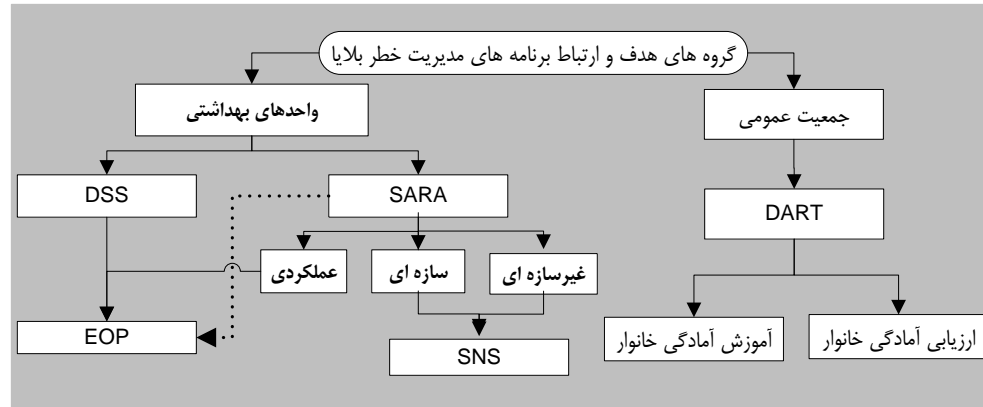 گروه های هدف و ارتباط برنامه های مدیریت خطر بلایا
واحدهای بهداشتی
جمعیت عمومی
DSS
SARA
DART
عملکردی
سازه ای
غیرسازه ای
EOP
SNS
آموزش آمادگی خانوار
ارزیابی آمادگی خانوار